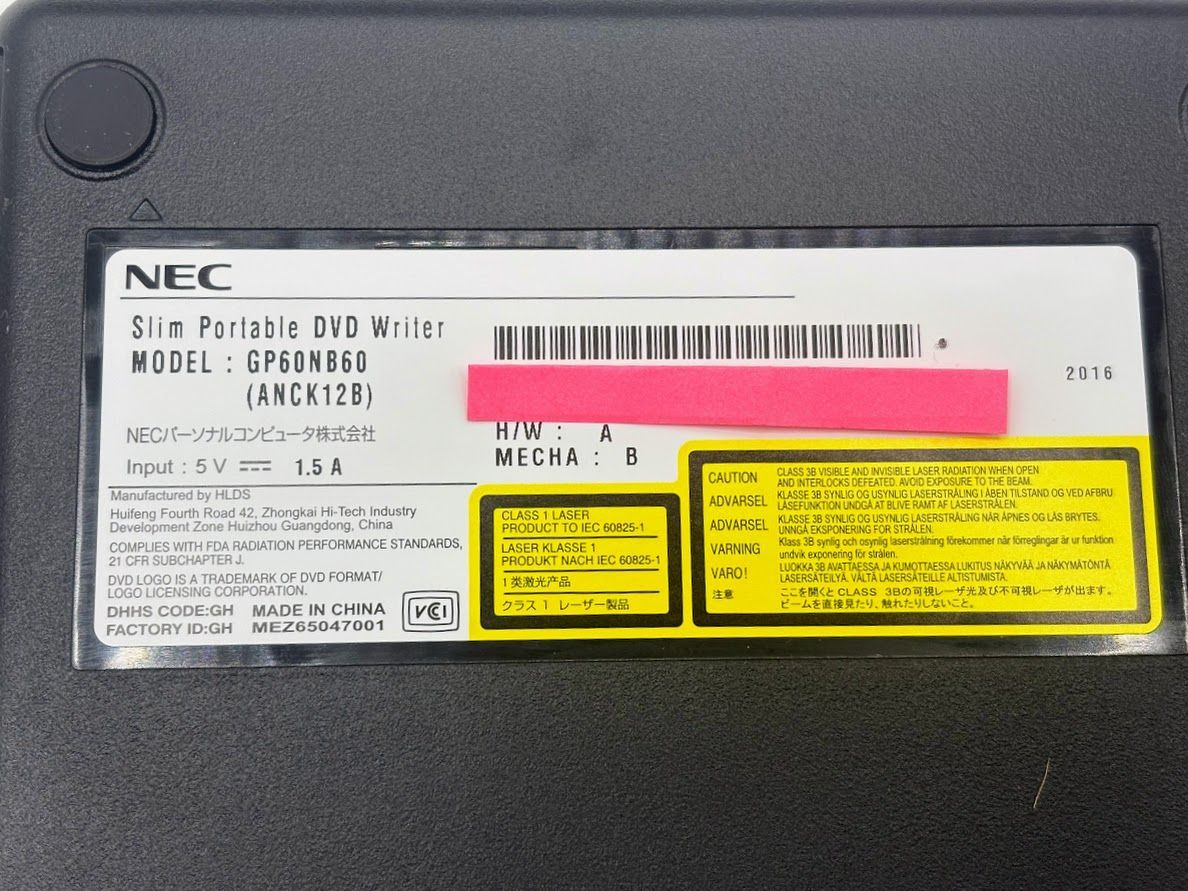 NEC
Slim Portable DVD Writer
MODEL : GP60NB60
(ANCK12B)
NECパーソナルコンピュータ株式会社
Input : 5 V ⎓ 1.5 A
2016
H/W : A
MECHA : B
Manufactured by HLDS
Huifeng Fourth Road 42, Zhongkai Hi-Tech Industry
Development Zone Huizhou Guangdong, China
COMPLIES WITH FDA RADIATION PERFORMANCE STANDARDS,
21 CFR SUBCHAPTER J.
DVD LOGO IS A TRADEMARK OF DVD FORMAT/
LOGO LICENSING CORPORATION.
DHHS CODE:GH MADE IN CHINA
FACTORY ID:GH MEZ65047001
VCI
CLASS 1 LASER
PRODUCT TO IEC 60825-1
LASER KLASSE 1
PRODUKT NACH IEC 60825-1
1类激光产品
クラス 1 レーザー製品
CAUTION CLASS 3B VISIBLE AND INVISIBLE LASER RADIATION WHEN OPEN
AND INTERLOCKS DEFEATED. AVOID EXPOSURE TO THE BEAM.
ADVARSEL KLASSE 3B SYNLIG OG USYNLIG LASERSTRÅLING I ÅBEN TILSTAND OG VED AFBRU
LASERSEFUNKTION UNDGÅ AT BLIVE RAMT AF LASERSTRÅLEN.
ADVARSEL KLASSE 3B SYNLIG OG USYNLIG LASERSTRÅLING NÅR ÅPNES OG LÅS BRYTES.
UNNGÅ EKSPONERING FOR STRÅLEN.
VARNING Klass 3B synlig och osynlig laserstrålning förekommer när förreglingar är ur funktion
undvik exponering för strålen.
VARO! LUOKKA 3B AVATTAESSA JA KUMOTTAESSA LUKITUS NÄKYVÄÄ JA NÄKYMÄTÖNTÄ
LASERSÄTEILYÄ. VÄLTÄ LASERSÄTEILLE ALTISTUMISTA.
注意 ここを開くとCLASS 3Bの可視レーザ光及び不可視レーザが出ます。
ビームを直接見たり、触れたりしないこと。